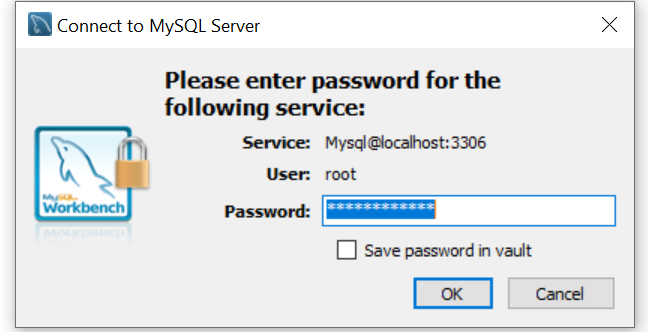 Connect to MySQL Server
Please enter password for the
following service:
Service: Mysql@localhost:3306
User: root
MySQL
Workbench
Password: ************
Save password in vault
OK Cancel